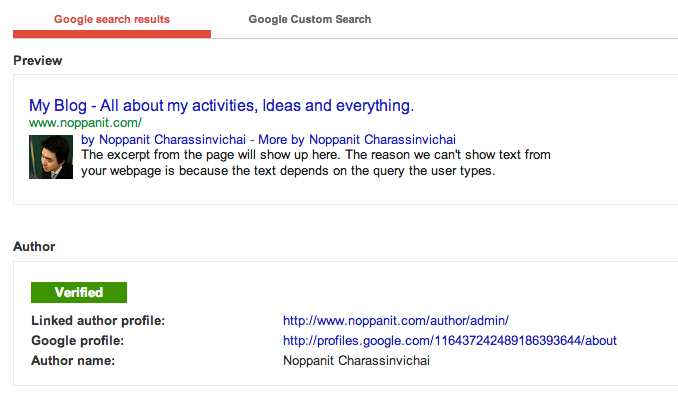 Google search results Google Custom Search
Preview
My Blog - All about my activities, Ideas and everything.
www.noppanit.com/
by Noppanit Charassinvichai - More by Noppanit Charassinvichai
The excerpt from the page will show up here. The reason we can't show text from
your webpage is because the text depends on the query the user types.
Author
Verified
Linked author profile: http://www.noppanit.com/author/admin/
Google profile: http://profiles.google.com/116437242489186393644/about
Author name: Noppanit Charassinvichai